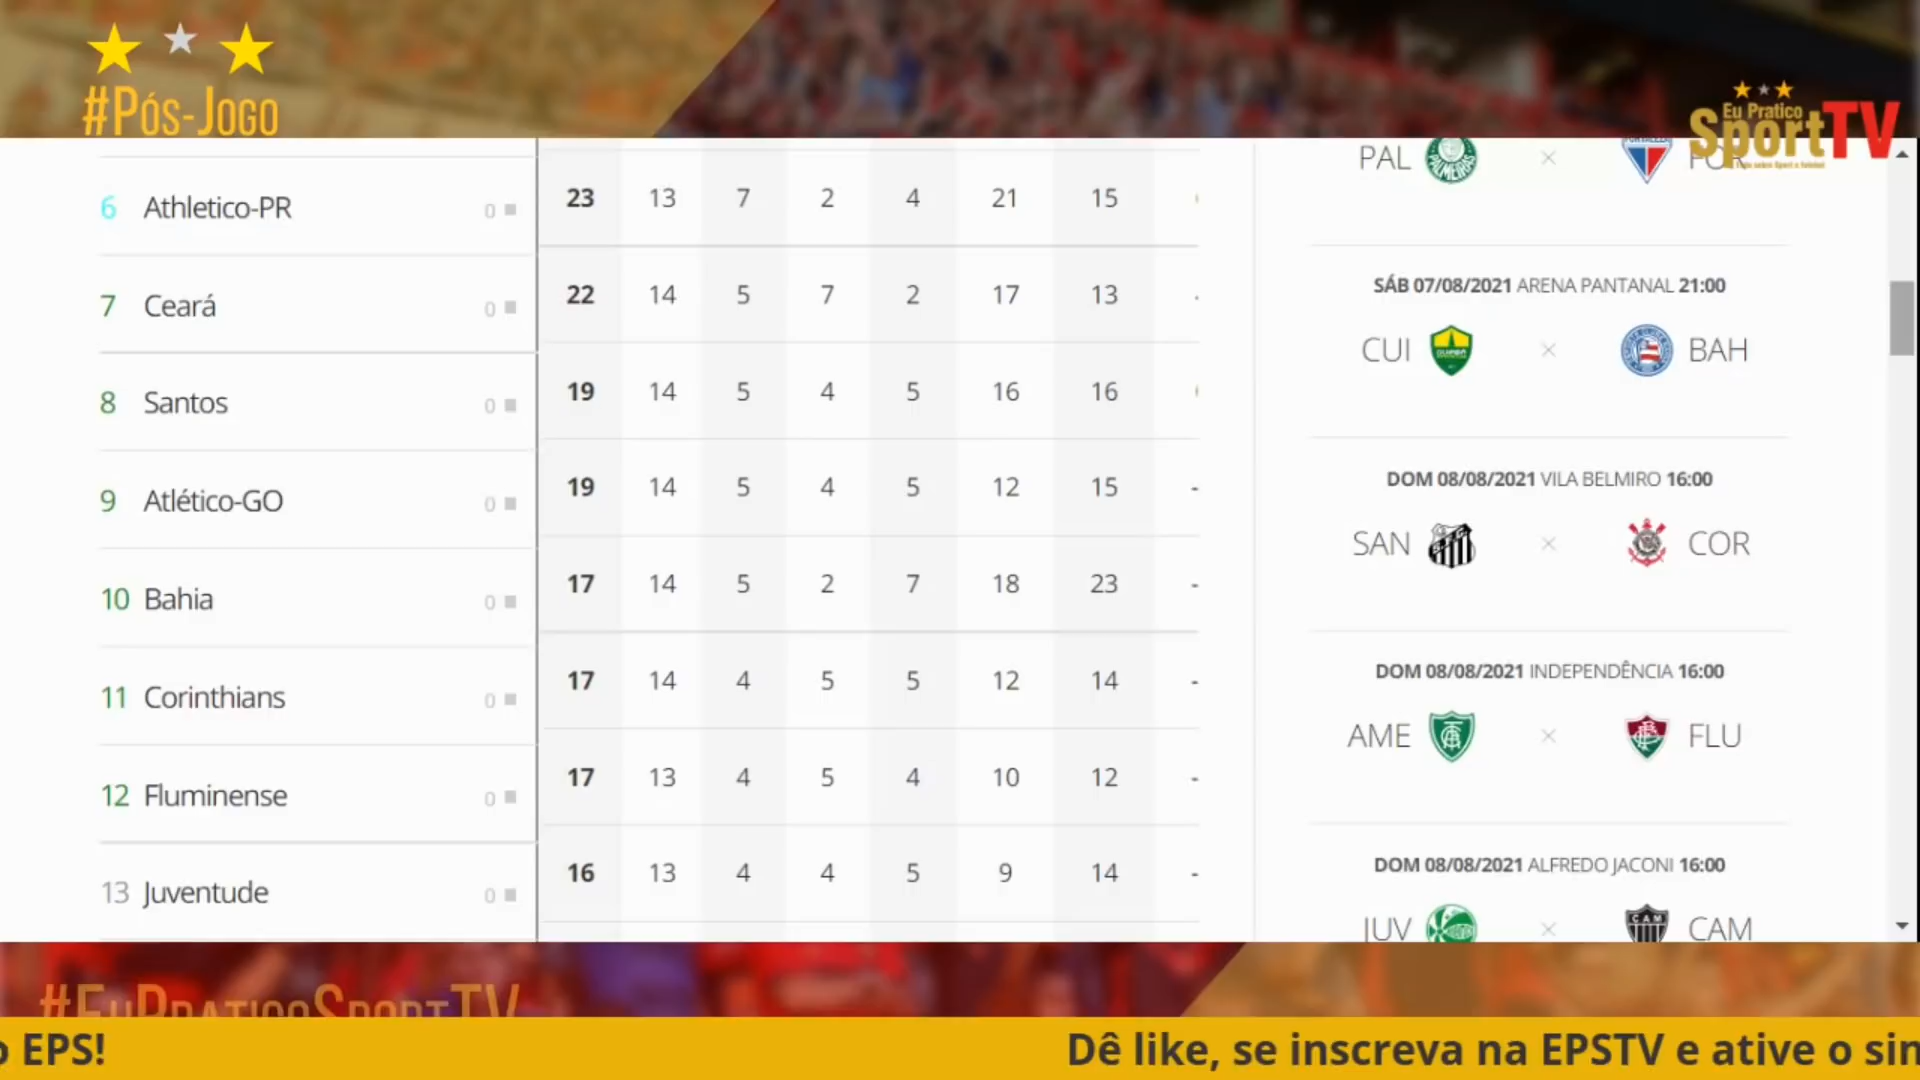 #Pós-Jogo
Eu Pratico
SportTV
6 Athletico-PR 0 23 13 7 2 4 21 15
7 Ceará 0 22 14 5 7 2 17 13
8 Santos 0 19 14 5 4 5 16 16
9 Atlético-GO 0 19 14 5 4 5 12 15 -
10 Bahia 0 17 14 5 2 7 18 23 -
11 Corinthians 0 17 14 4 5 5 12 14 -
12 Fluminense 0 17 13 4 5 4 10 12 -
13 Juventude 0 16 13 4 4 5 9 14 -
PAL PALMEIRAS × FOR
SÁB 07/08/2021 ARENA PANTANAL 21:00
CUI × BAH
DOM 08/08/2021 VILA BELMIRO 16:00
SAN × COR
DOM 08/08/2021 INDEPENDÊNCIA 16:00
AME × FLU
DOM 08/08/2021 ALFREDO JACONI 16:00
JUV × CAM CAM
#EuPraticoSportTV
o EPS!
Dê like, se inscreva na EPSTV e ative o sin